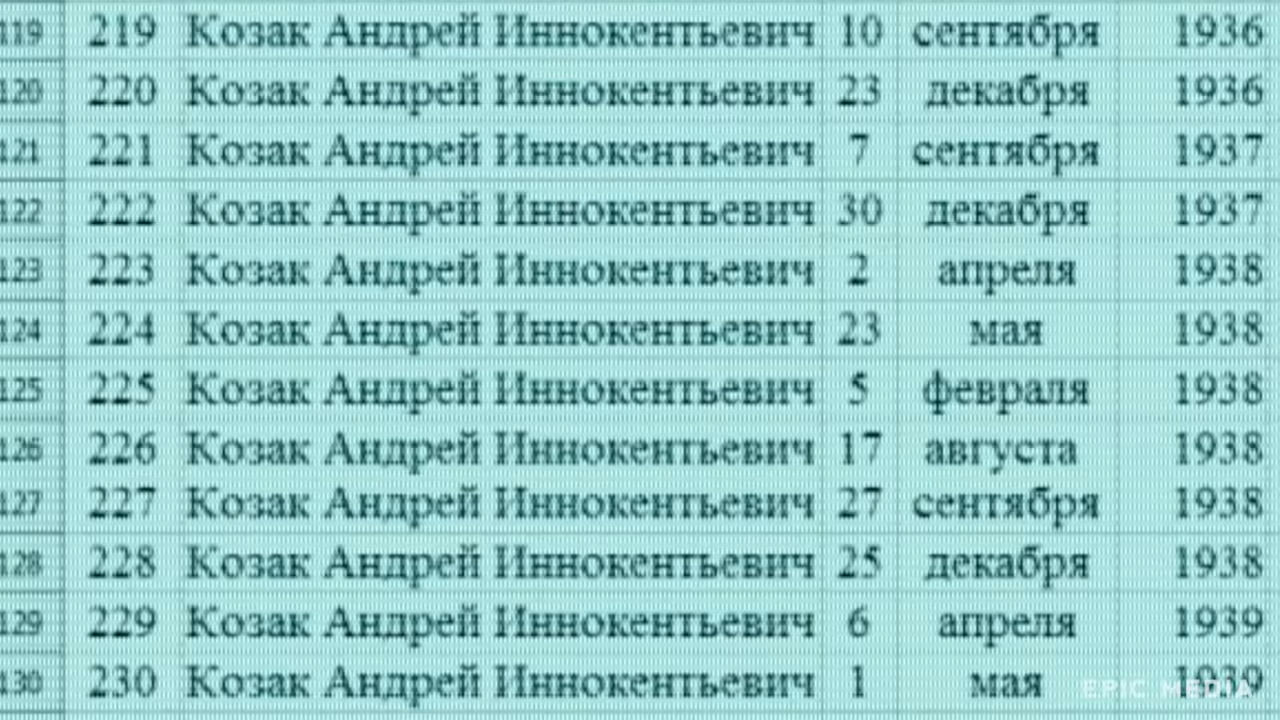 119 219 Козак Андрей Иннокентьевич 10 сентября 1936
120 220 Козак Андрей Иннокентьевич 23 декабря 1936
121 221 Козак Андрей Иннокентьевич 7 сентября 1937
122 222 Козак Андрей Иннокентьевич 30 декабря 1937
123 223 Козак Андрей Иннокентьевич 2 апреля 1938
124 224 Козак Андрей Иннокентьевич 23 мая 1938
125 225 Козак Андрей Иннокентьевич 5 февраля 1938
126 226 Козак Андрей Иннокентьевич 17 августа 1938
127 227 Козак Андрей Иннокентьевич 27 сентября 1938
128 228 Козак Андрей Иннокентьевич 25 декабря 1938
129 229 Козак Андрей Иннокентьевич 6 апреля 1939
130 230 Козак Андрей Иннокентьевич 1 мая 1939
EPIC MEDIA